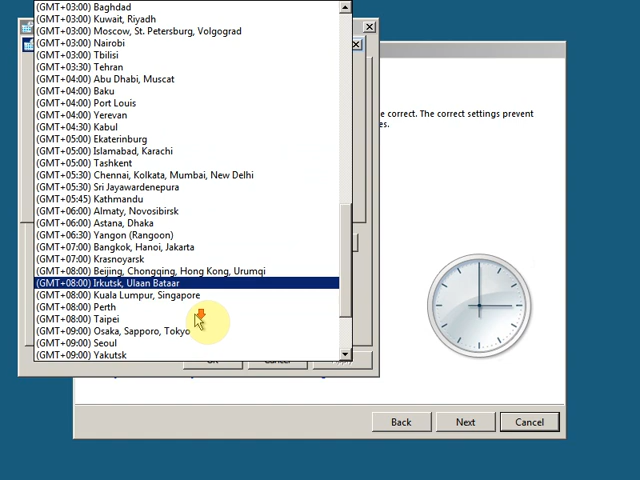 (GMT+03:00) Baghdad
(GMT+03:00) Kuwait, Riyadh
(GMT+03:00) Moscow, St. Petersburg, Volgograd
(GMT+03:00) Nairobi
(GMT+03:00) Tbilisi
(GMT+03:30) Tehran
(GMT+04:00) Abu Dhabi, Muscat
(GMT+04:00) Baku
(GMT+04:00) Port Louis
(GMT+04:00) Yerevan
(GMT+04:30) Kabul
(GMT+05:00) Ekaterinburg
(GMT+05:00) Islamabad, Karachi
(GMT+05:00) Tashkent
(GMT+05:30) Chennai, Kolkata, Mumbai, New Delhi
(GMT+05:30) Sri Jayawardenepura
(GMT+05:45) Kathmandu
(GMT+06:00) Almaty, Novosibirsk
(GMT+06:00) Astana, Dhaka
(GMT+06:30) Yangon (Rangoon)
(GMT+07:00) Bangkok, Hanoi, Jakarta
(GMT+07:00) Krasnoyarsk
(GMT+08:00) Beijing, Chongqing, Hong Kong, Urumqi
(GMT+08:00) Irkutsk, Ulaan Bataar
(GMT+08:00) Kuala Lumpur, Singapore
(GMT+08:00) Perth
(GMT+08:00) Taipei
(GMT+09:00) Osaka, Sapporo, Tokyo
(GMT+09:00) Seoul
(GMT+09:00) Yakutsk
e correct. The correct settings prevent
es.
Back
Next
Cancel